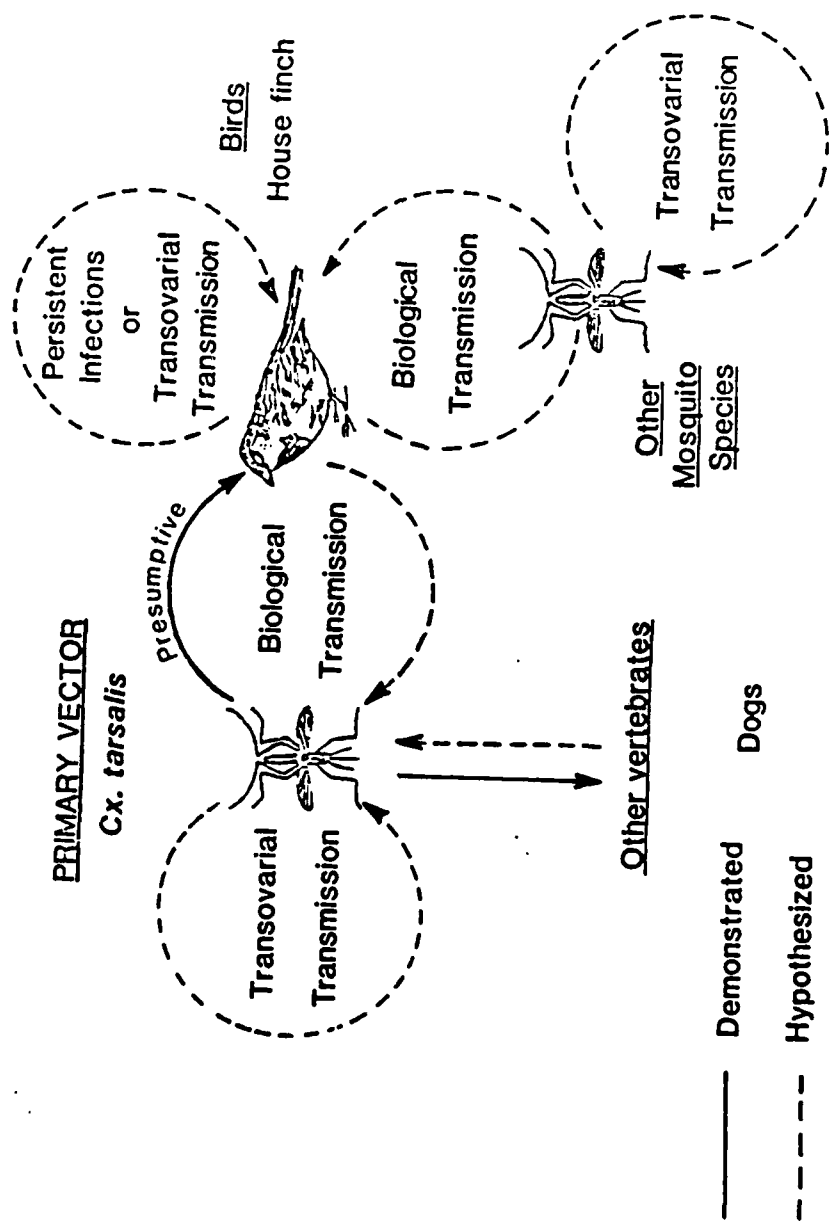 PRIMARY VECTOR
Cx. tarsalis
Transovarial
Transmission
Presumptive
Biological
Transmission
Persistent
Infections
or
Transovarial
Transmission
Birds
House finch
Biological
Transmission
Other
Mosquito
Species
Transovarial
Transmission
Other vertebrates
Dogs
Demonstrated
Hypothesized